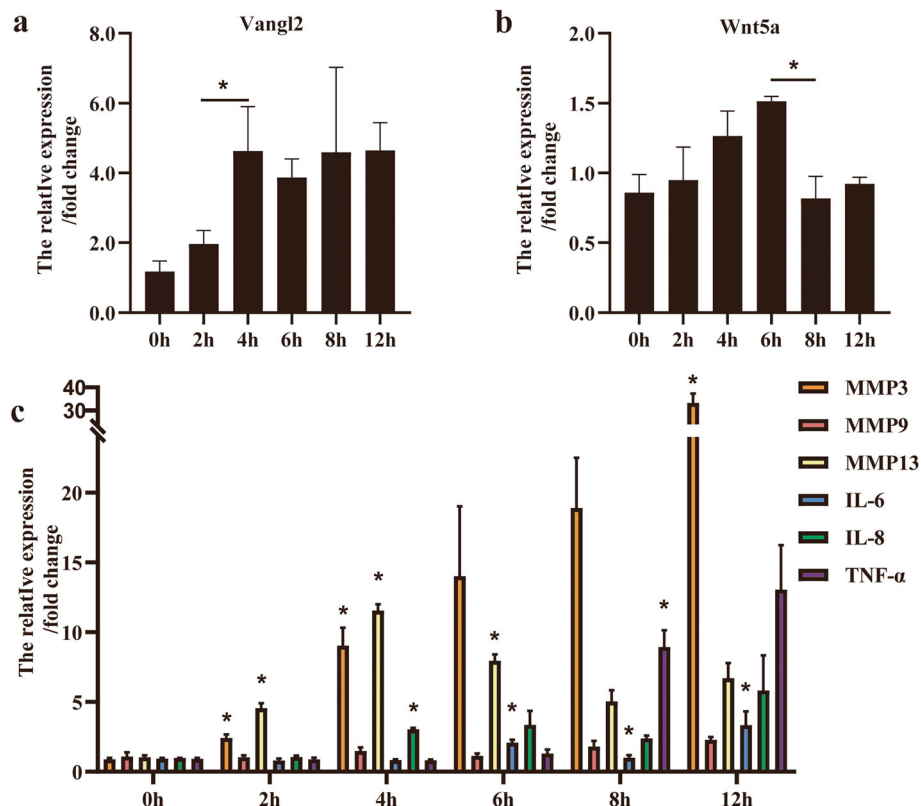 a
Vangl2
The relatIve expression
/fold change
8.0
6.0
4.0
2.0
0.0
*
0h 2h 4h 6h 8h 12h
b
Wnt5a
The relatIve expression
/fold change
2.0
1.5
1.0
0.5
0.0
*
0h 2h 4h 6h 8h 12h
c
The relatIve expression
/fold change
40
30
20
15
10
5
0
* * * * * * * * * * *
0h 2h 4h 6h 8h 12h
MMP3
MMP9
MMP13
IL-6
IL-8
TNF-α